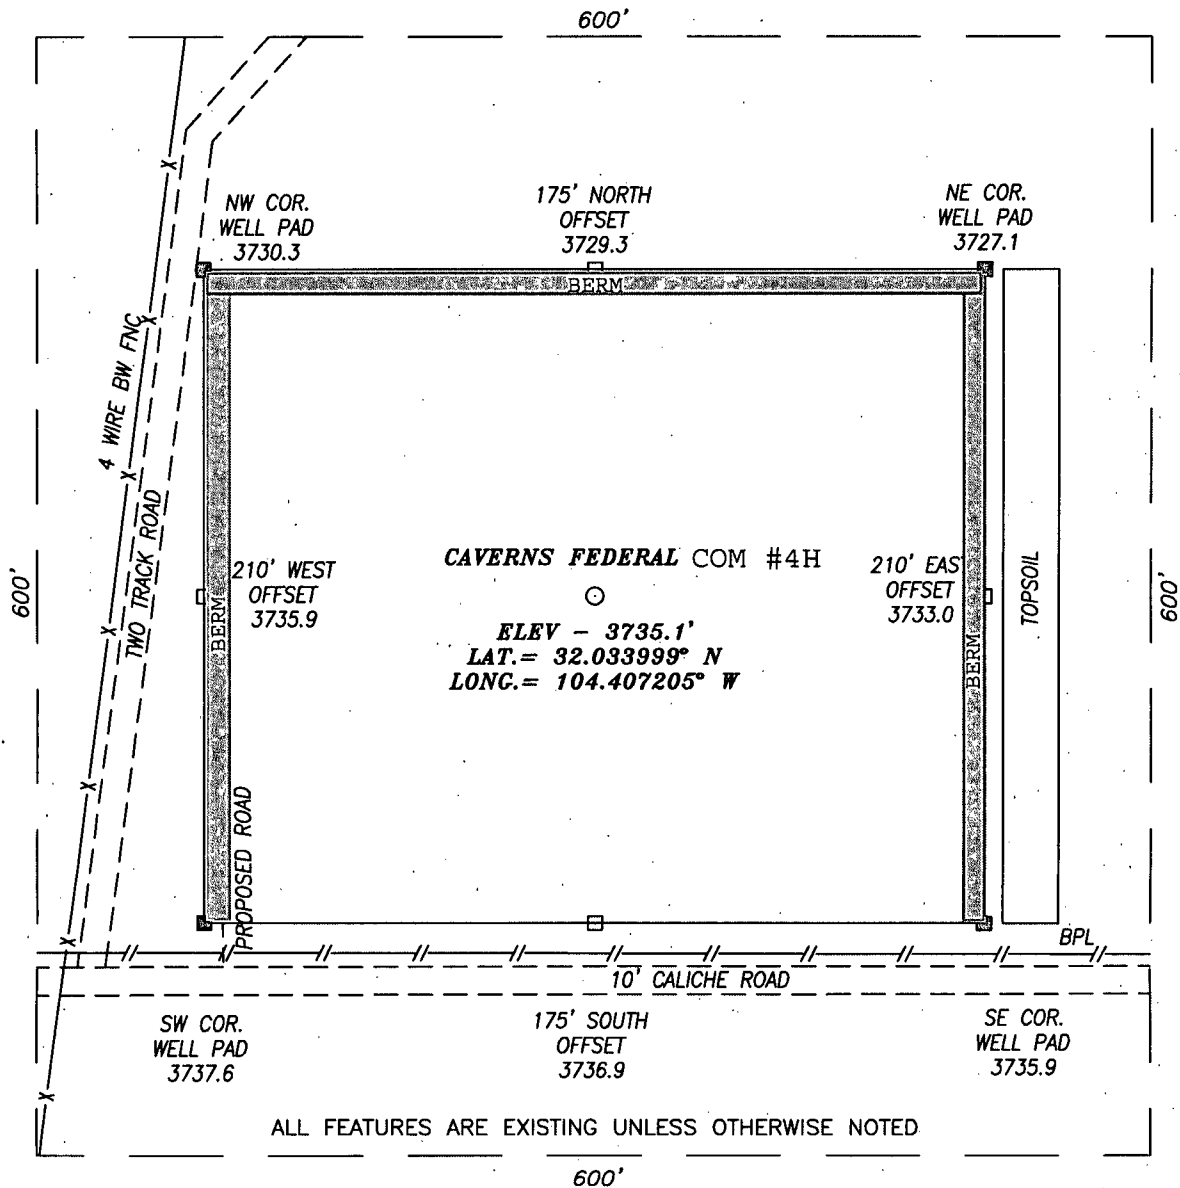 600'
NW COR.
WELL PAD
3730.3
175' NORTH
OFFSET
3729.3
NE COR.
WELL PAD
3727.1
BERM
4 WIRE BW FNC
TWO TRACK ROAD
600'
210' WEST
OFFSET
3735.9
BERM
CAVERNS FEDERAL COM #4H
ELEV - 3735.1'
LAT.= 32.033999° N
LONG.= 104.407205° W
210' EAS
OFFSET
3733.0
BERM
TOPSOIL
600'
PROPOSED ROAD
BPL
10' CALICHE ROAD
SW COR.
WELL PAD
3737.6
175' SOUTH
OFFSET
3736.9
SE COR.
WELL PAD
3735.9
ALL FEATURES ARE EXISTING UNLESS OTHERWISE NOTED
600'